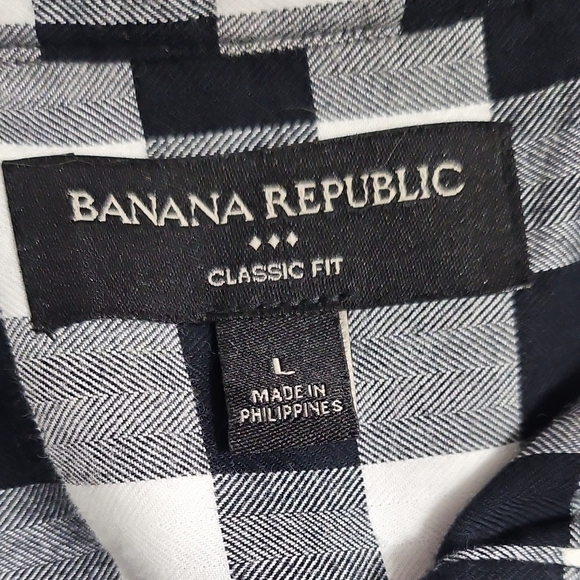 BANANA REPUBLIC
CLASSIC FIT
L
MADE IN
PHILIPPINES